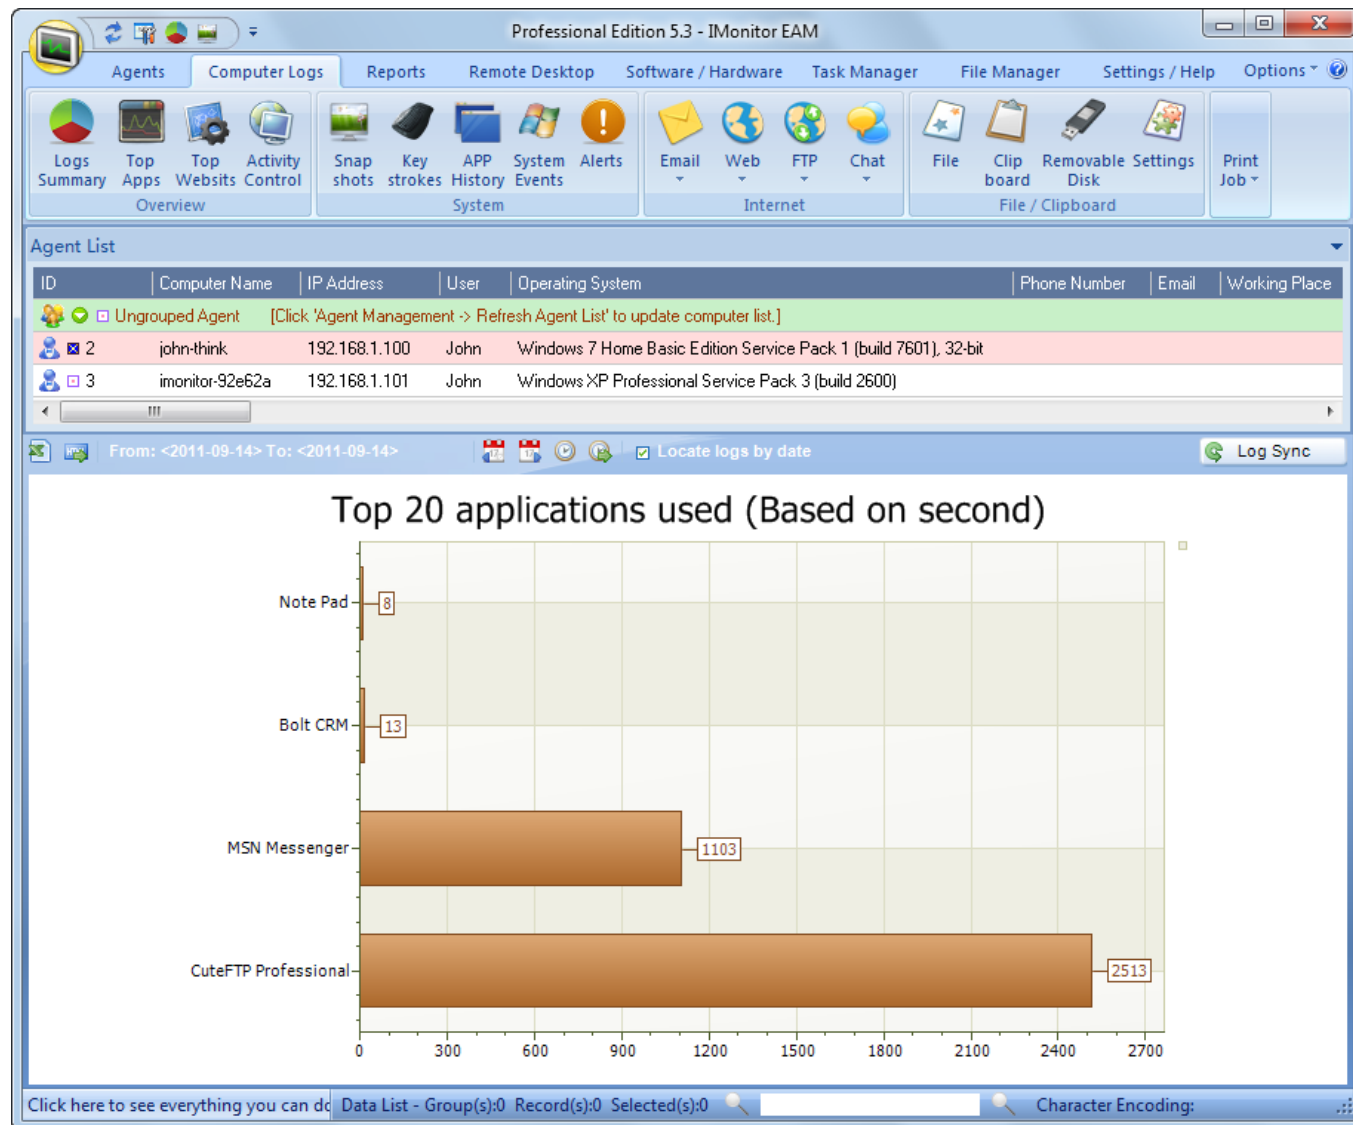 Professional Edition 5.3 - IMonitor EAM
Agents Computer Logs Reports Remote Desktop Software / Hardware Task Manager File Manager Settings / Help Options
Logs Summary Top Apps Top Websits Activity Control Snap shots Key strokes APP History System Events Alerts Email Web FTP Chat File Clip board Removable Disk Settings Print Job
Overview System Internet File / Clipboard
Agent List
ID Computer Name IP Address User Operating System Phone Number Email Working Place
Ungrouped Agent [Click 'Agent Management -> Refresh Agent List' to update computer list.]
2 john-think 192.168.1.100 John Windows 7 Home Basic Edition Service Pack 1 (build 7601), 32-bit
3 imonitor-92e62a 192.168.1.101 John Windows XP Professional Service Pack 3 (build 2600)
From: <2011-09-14> To: <2011-09-14> Locate logs by date Log Sync
Top 20 applications used (Based on second)
Note Pad 8
Bolt CRM 13
MSN Messenger 1103
CuteFTP Professional 2513
0 300 600 900 1200 1500 1800 2100 2400 2700
Click here to see everything you can do Data List - Group(s):0 Record(s):0 Selected(s):0 Character Encoding: